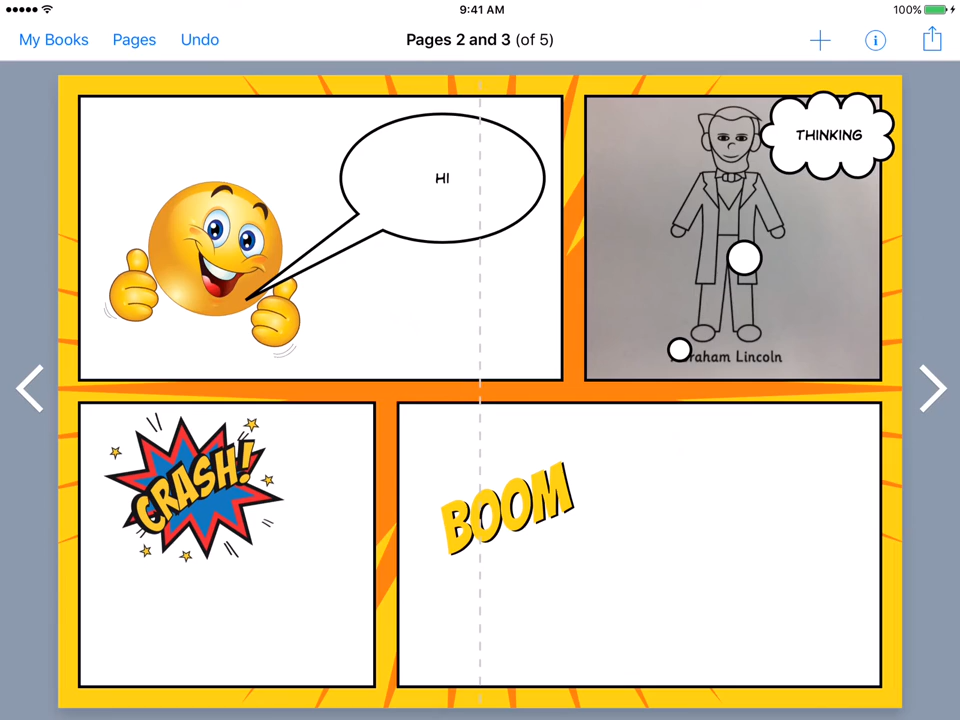 9:41 AM
100%
My Books
Pages
Undo
Pages 2 and 3 (of 5)
HI
THINKING
raham Lincoln
CRASH!
BOOM